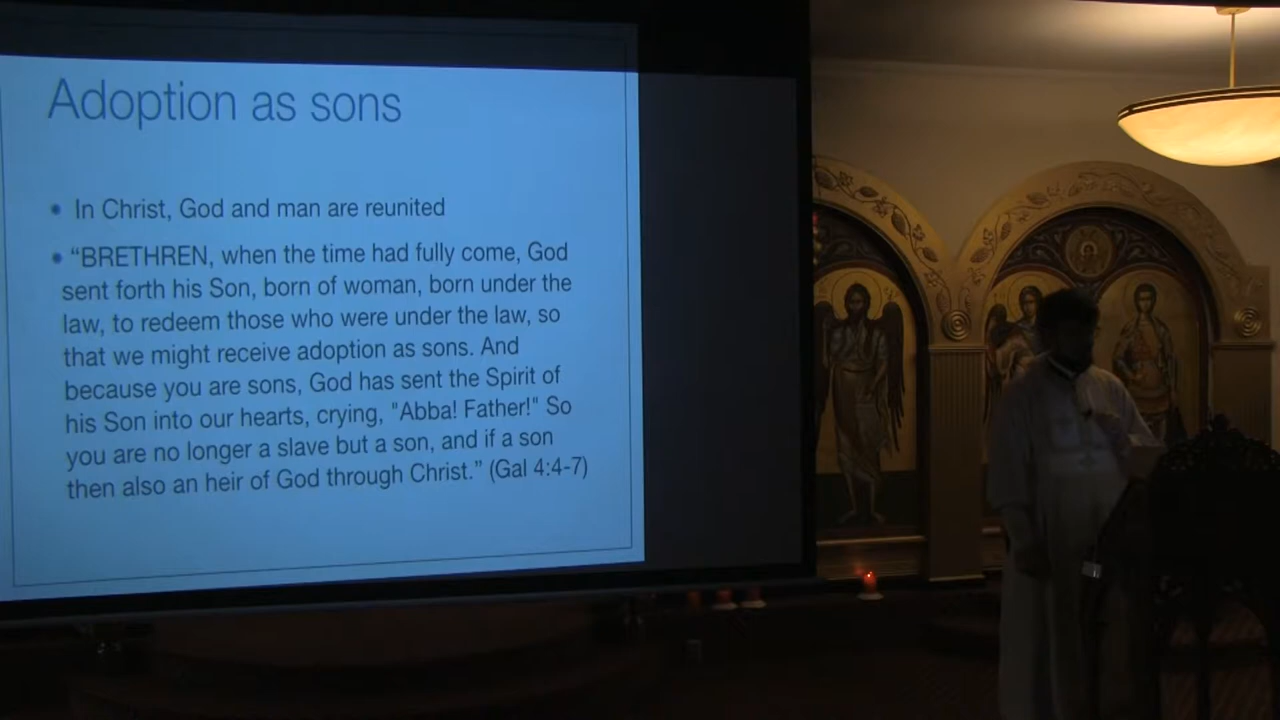 Adoption as sons
• In Christ, God and man are reunited
• “BRETHREN, when the time had fully come, God
sent forth his Son, born of woman, born under the
law, to redeem those who were under the law, so
that we might receive adoption as sons. And
because you are sons, God has sent the Spirit of
his Son into our hearts, crying, "Abba! Father!" So
you are no longer a slave but a son, and if a son
then also an heir of God through Christ.” (Gal 4:4-7)